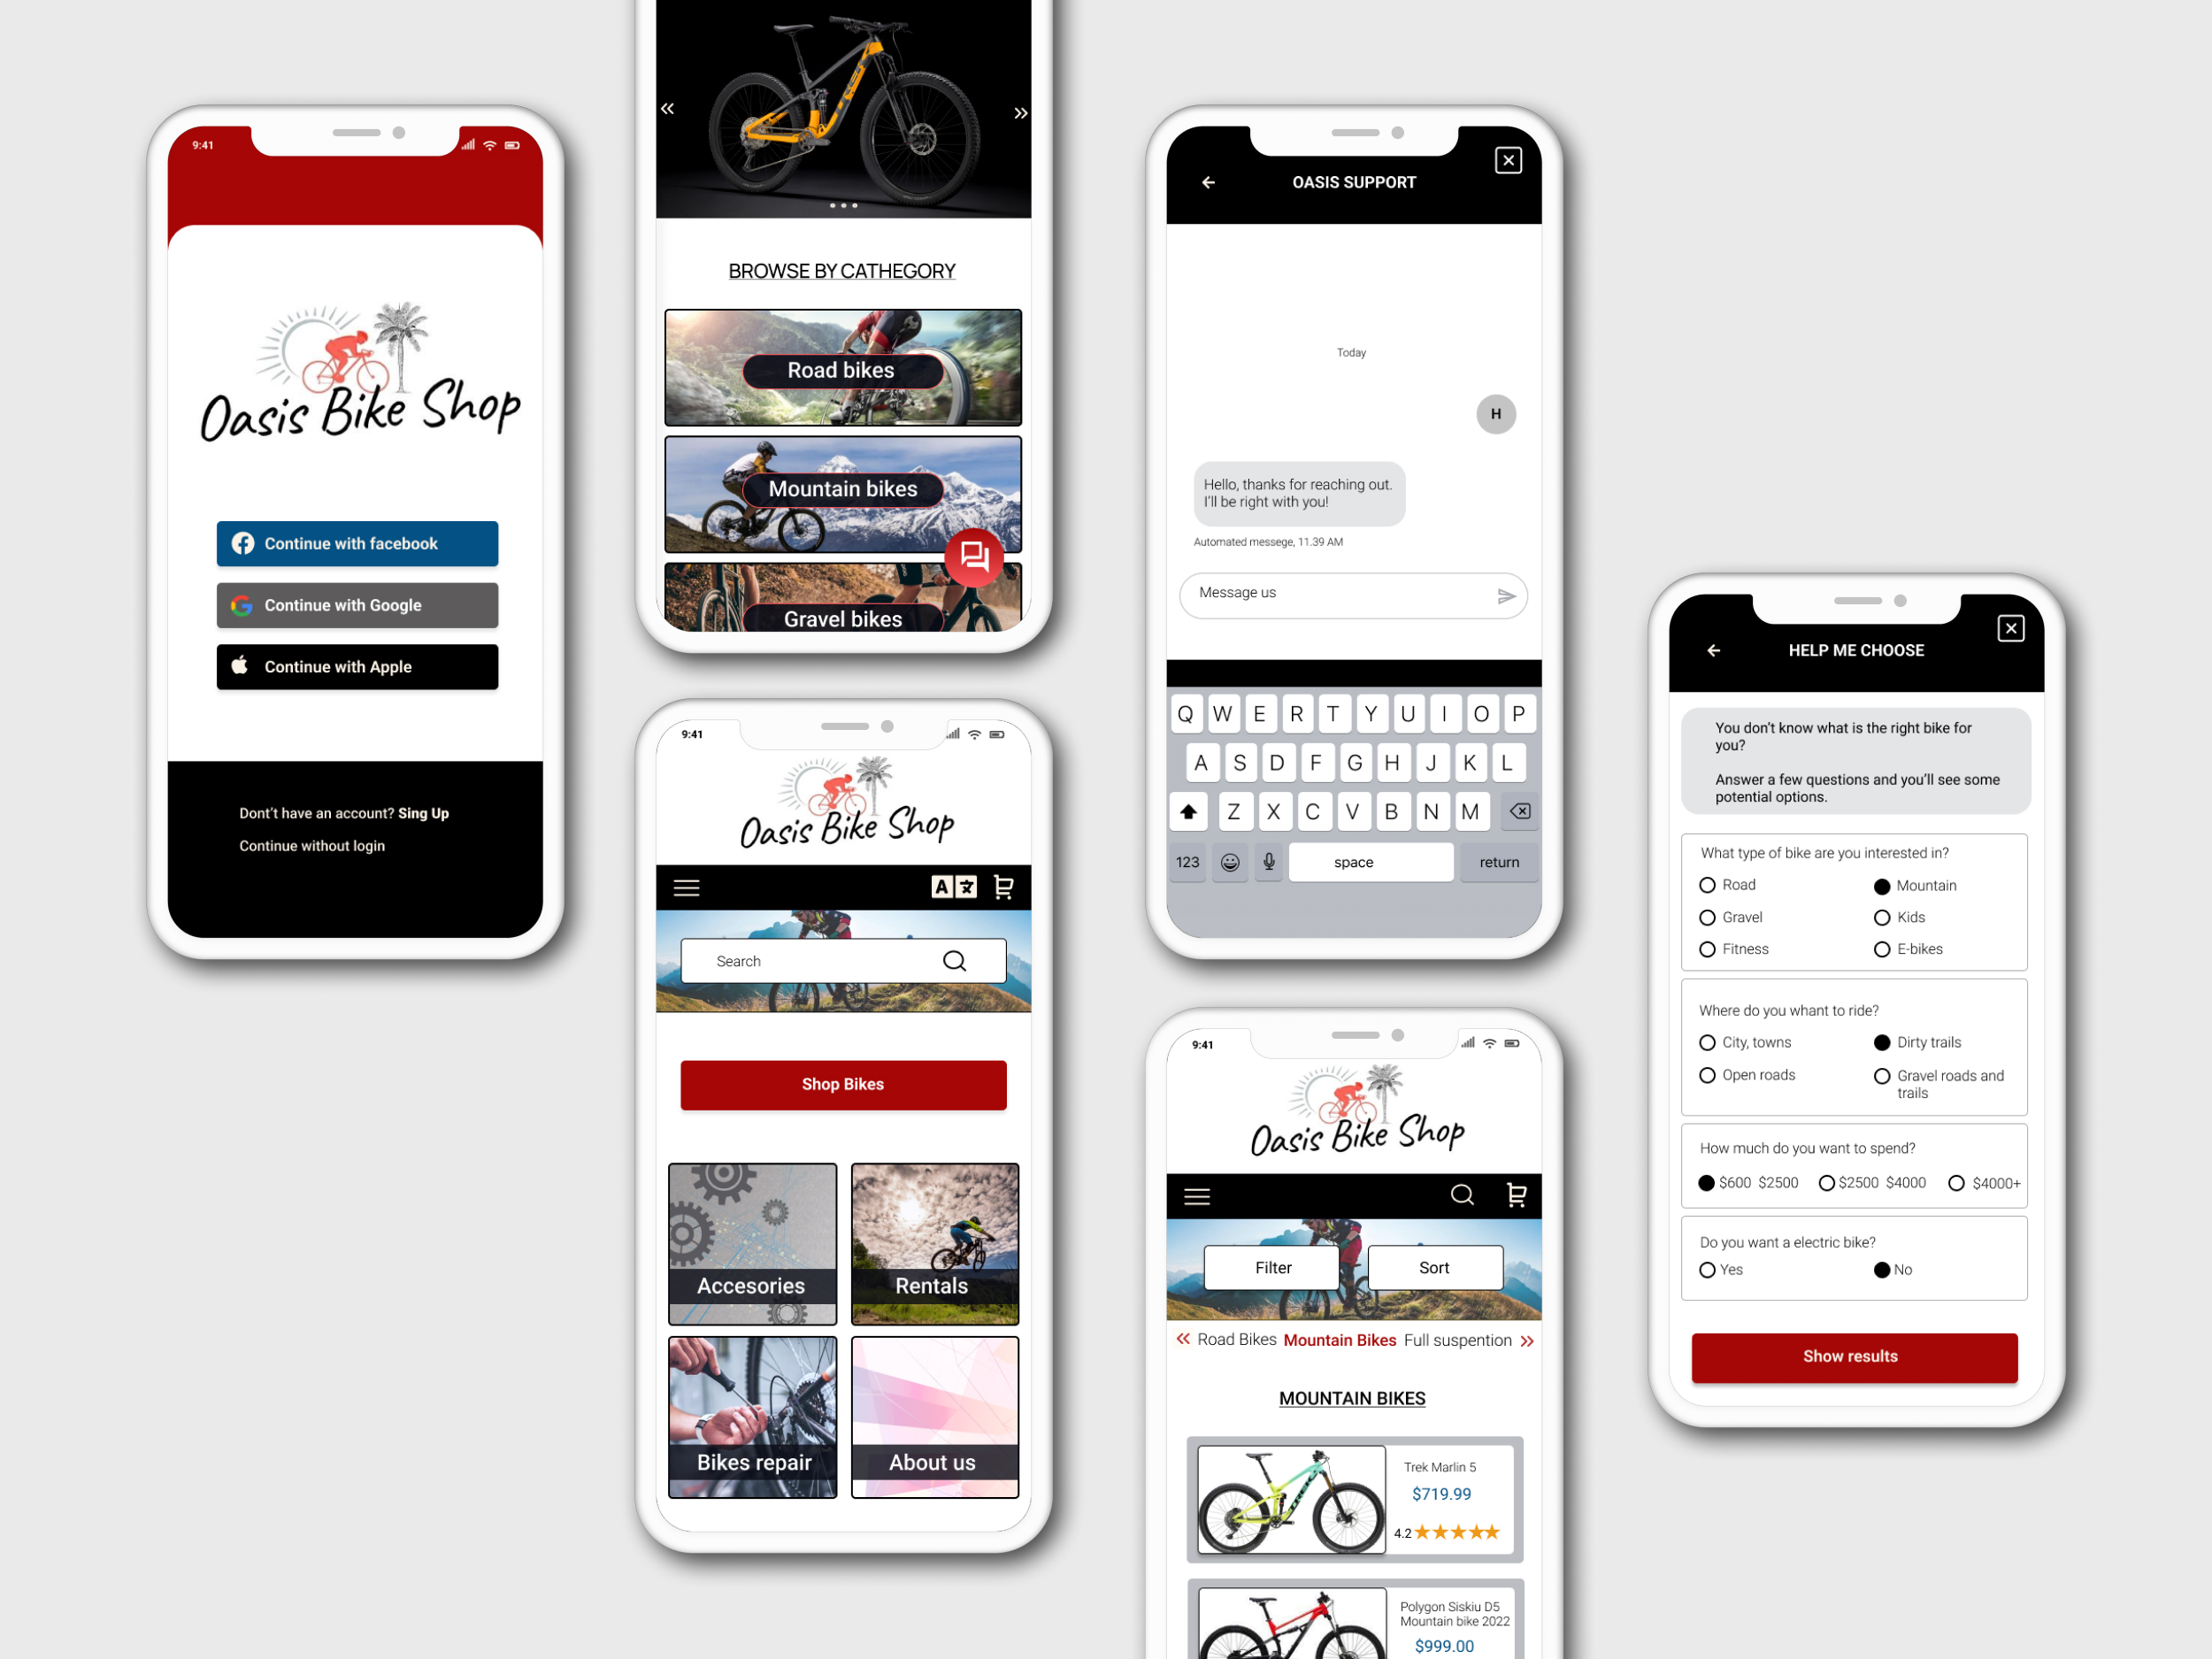 9:41
Oasis Bike Shop
Continue with facebook
Continue with Google
Continue with Apple
Dont't have an account? Sing Up
Continue without login
BROWSE BY CATHEGORY
Road bikes
Mountain bikes
Gravel bikes
9:41
Oasis Bike Shop
A
Search
Shop Bikes
Accesories
Rentals
Bikes repair
About us
OASIS SUPPORT
Today
H
Hello, thanks for reaching out.
I'll be right with you!
Automated messege, 11.39 AM
Message us
Q W E R T Y U I O P
A S D F G H J K L
Z X C V B N M
123 space return
9:41
Oasis Bike Shop
Filter Sort
Road Bikes Mountain Bikes Full suspention
MOUNTAIN BIKES
TREK
Trek Marlin 5
$719.99
4.2
Polygon Siskiu D5
Mountain bike 2022
$999.00
HELP ME CHOOSE
You don't know what is the right bike for
you?
Answer a few questions and you'll see some
potential options.
What type of bike are you interested in?
Road Mountain
Gravel Kids
Fitness E-bikes
Where do you whant to ride?
City, towns Dirty trails
Open roads Gravel roads and
trails
How much do you want to spend?
$600 $2500 $2500 $4000 $4000+
Do you want a electric bike?
Yes No
Show results